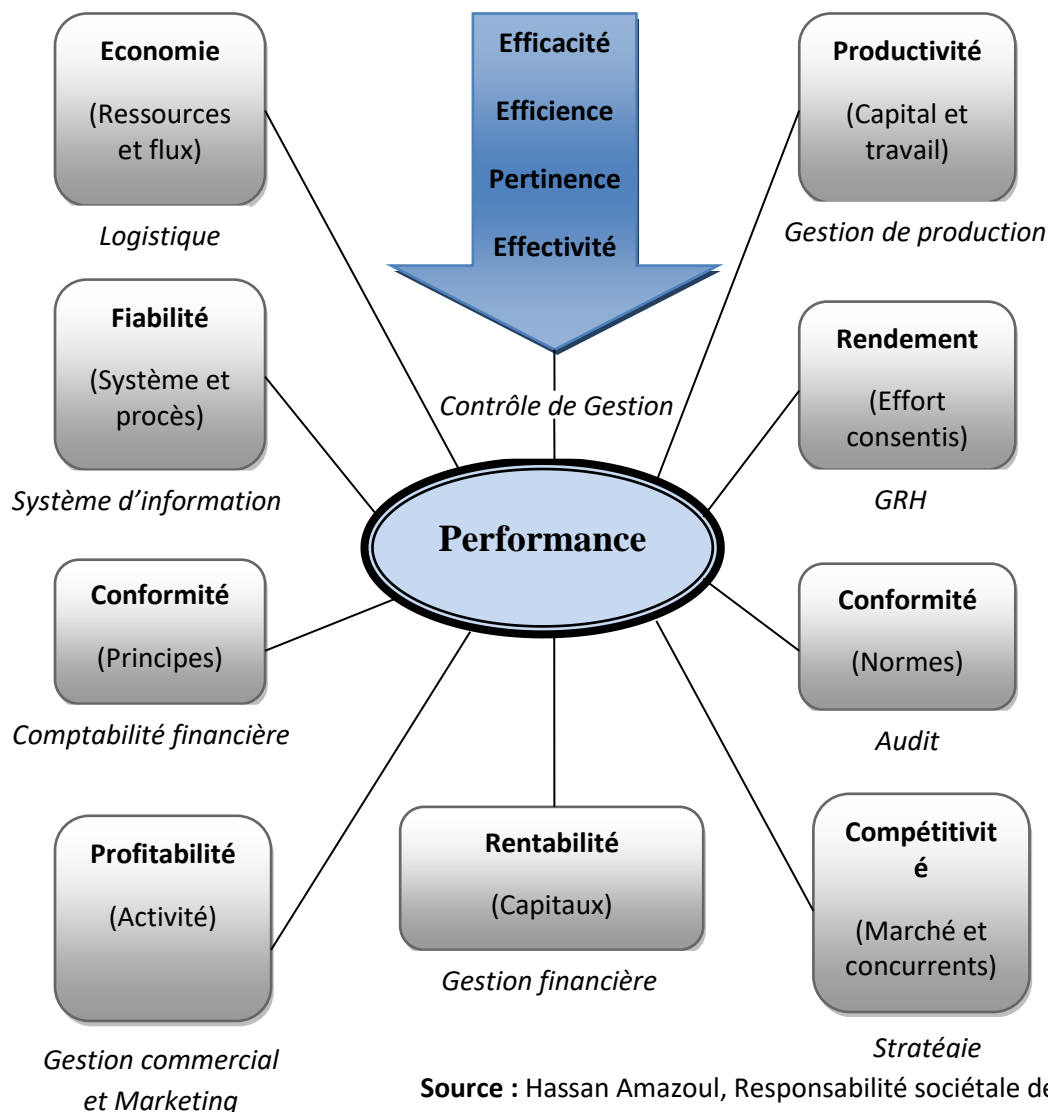 Economie
(Ressources
et flux)
Logistique
Efficacité
Efficience
Pertinence
Effectivité
Contrôle de Gestion
Productivité
(Capital et
travail)
Gestion de production
Fiabilité
(Système et
procès)
Système d’information
Rendement
(Effort
consentis)
GRH
Performance
Conformité
(Principes)
Comptabilité financière
Conformité
(Normes)
Audit
Profitabilité
(Activité)
Gestion commercial
et Marketing
Rentabilité
(Capitaux)
Gestion financière
Compétitivit
é
(Marché et
concurrents)
Stratégie
Source : Hassan Amazoul, Responsabilité sociétale de